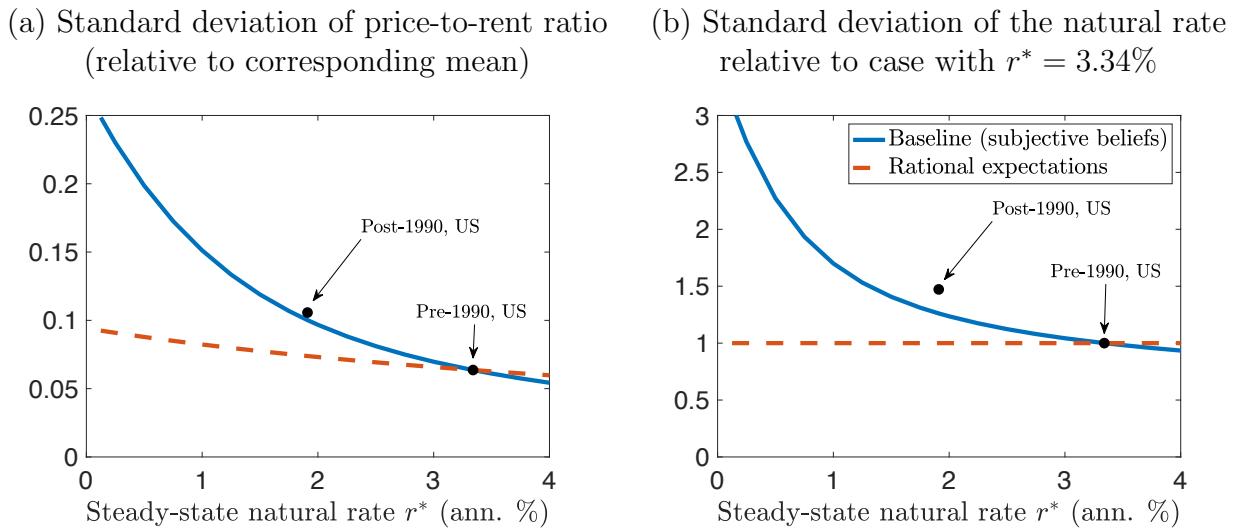 (a) Standard deviation of price-to-rent ratio
(relative to corresponding mean)
0.25
0.2
0.15
0.1
0.05
0
Post-1990, US
Pre-1990, US
0 1 2 3 4
Steady-state natural rate r* (ann. %)
(b) Standard deviation of the natural rate
relative to case with r* = 3.34%
3
2.5
2
1.5
1
0.5
0
Baseline (subjective beliefs)
Rational expectations
Post-1990, US
Pre-1990, US
0 1 2 3 4
Steady-state natural rate r* (ann. %)